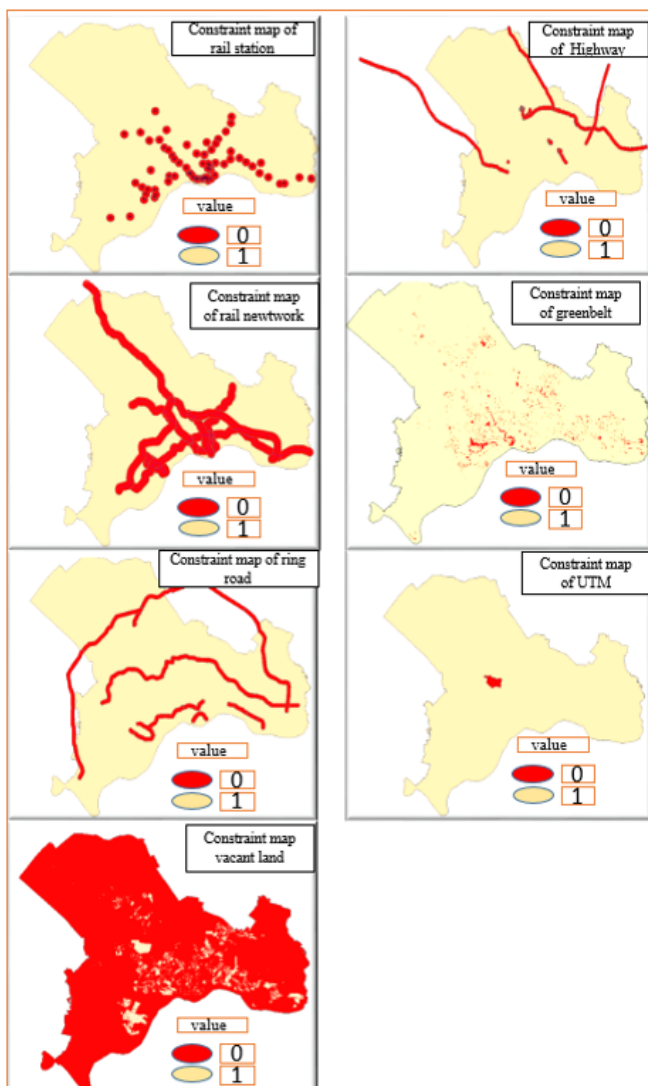 Constraint map of
rail station
value
0
1
Constraint map
of Highway
value
0
1
Constraint map
of rail newtwork
value
0
1
Constraint map
of greenbelt
value
0
1
Constraint map of ring
road
value
0
1
Constraint map
of UTM
value
0
1
Constraint map
vacant land
value
0
1